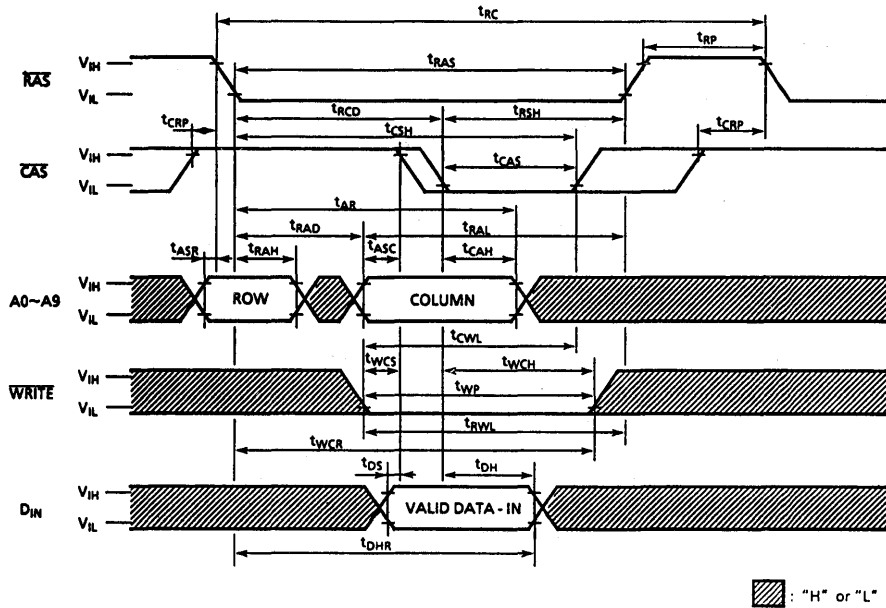 tRC
tRP
RAS
VIH
VIL
tRAS
tRCD
tRSH
tCRP
tCSH
tCRP
CAS
VIH
VIL
tCAS
tAR
tRAD
tRAL
tASR
tRAH
tASC
tCAH
A0~A9
VIH
VIL
ROW
COLUMN
tCWL
tWCS
tWCH
WRITE
VIH
VIL
tWP
tRWL
tWCR
tDS
tDH
DIN
VIH
VIL
VALID DATA - IN
tDHR
: "H" or "L"